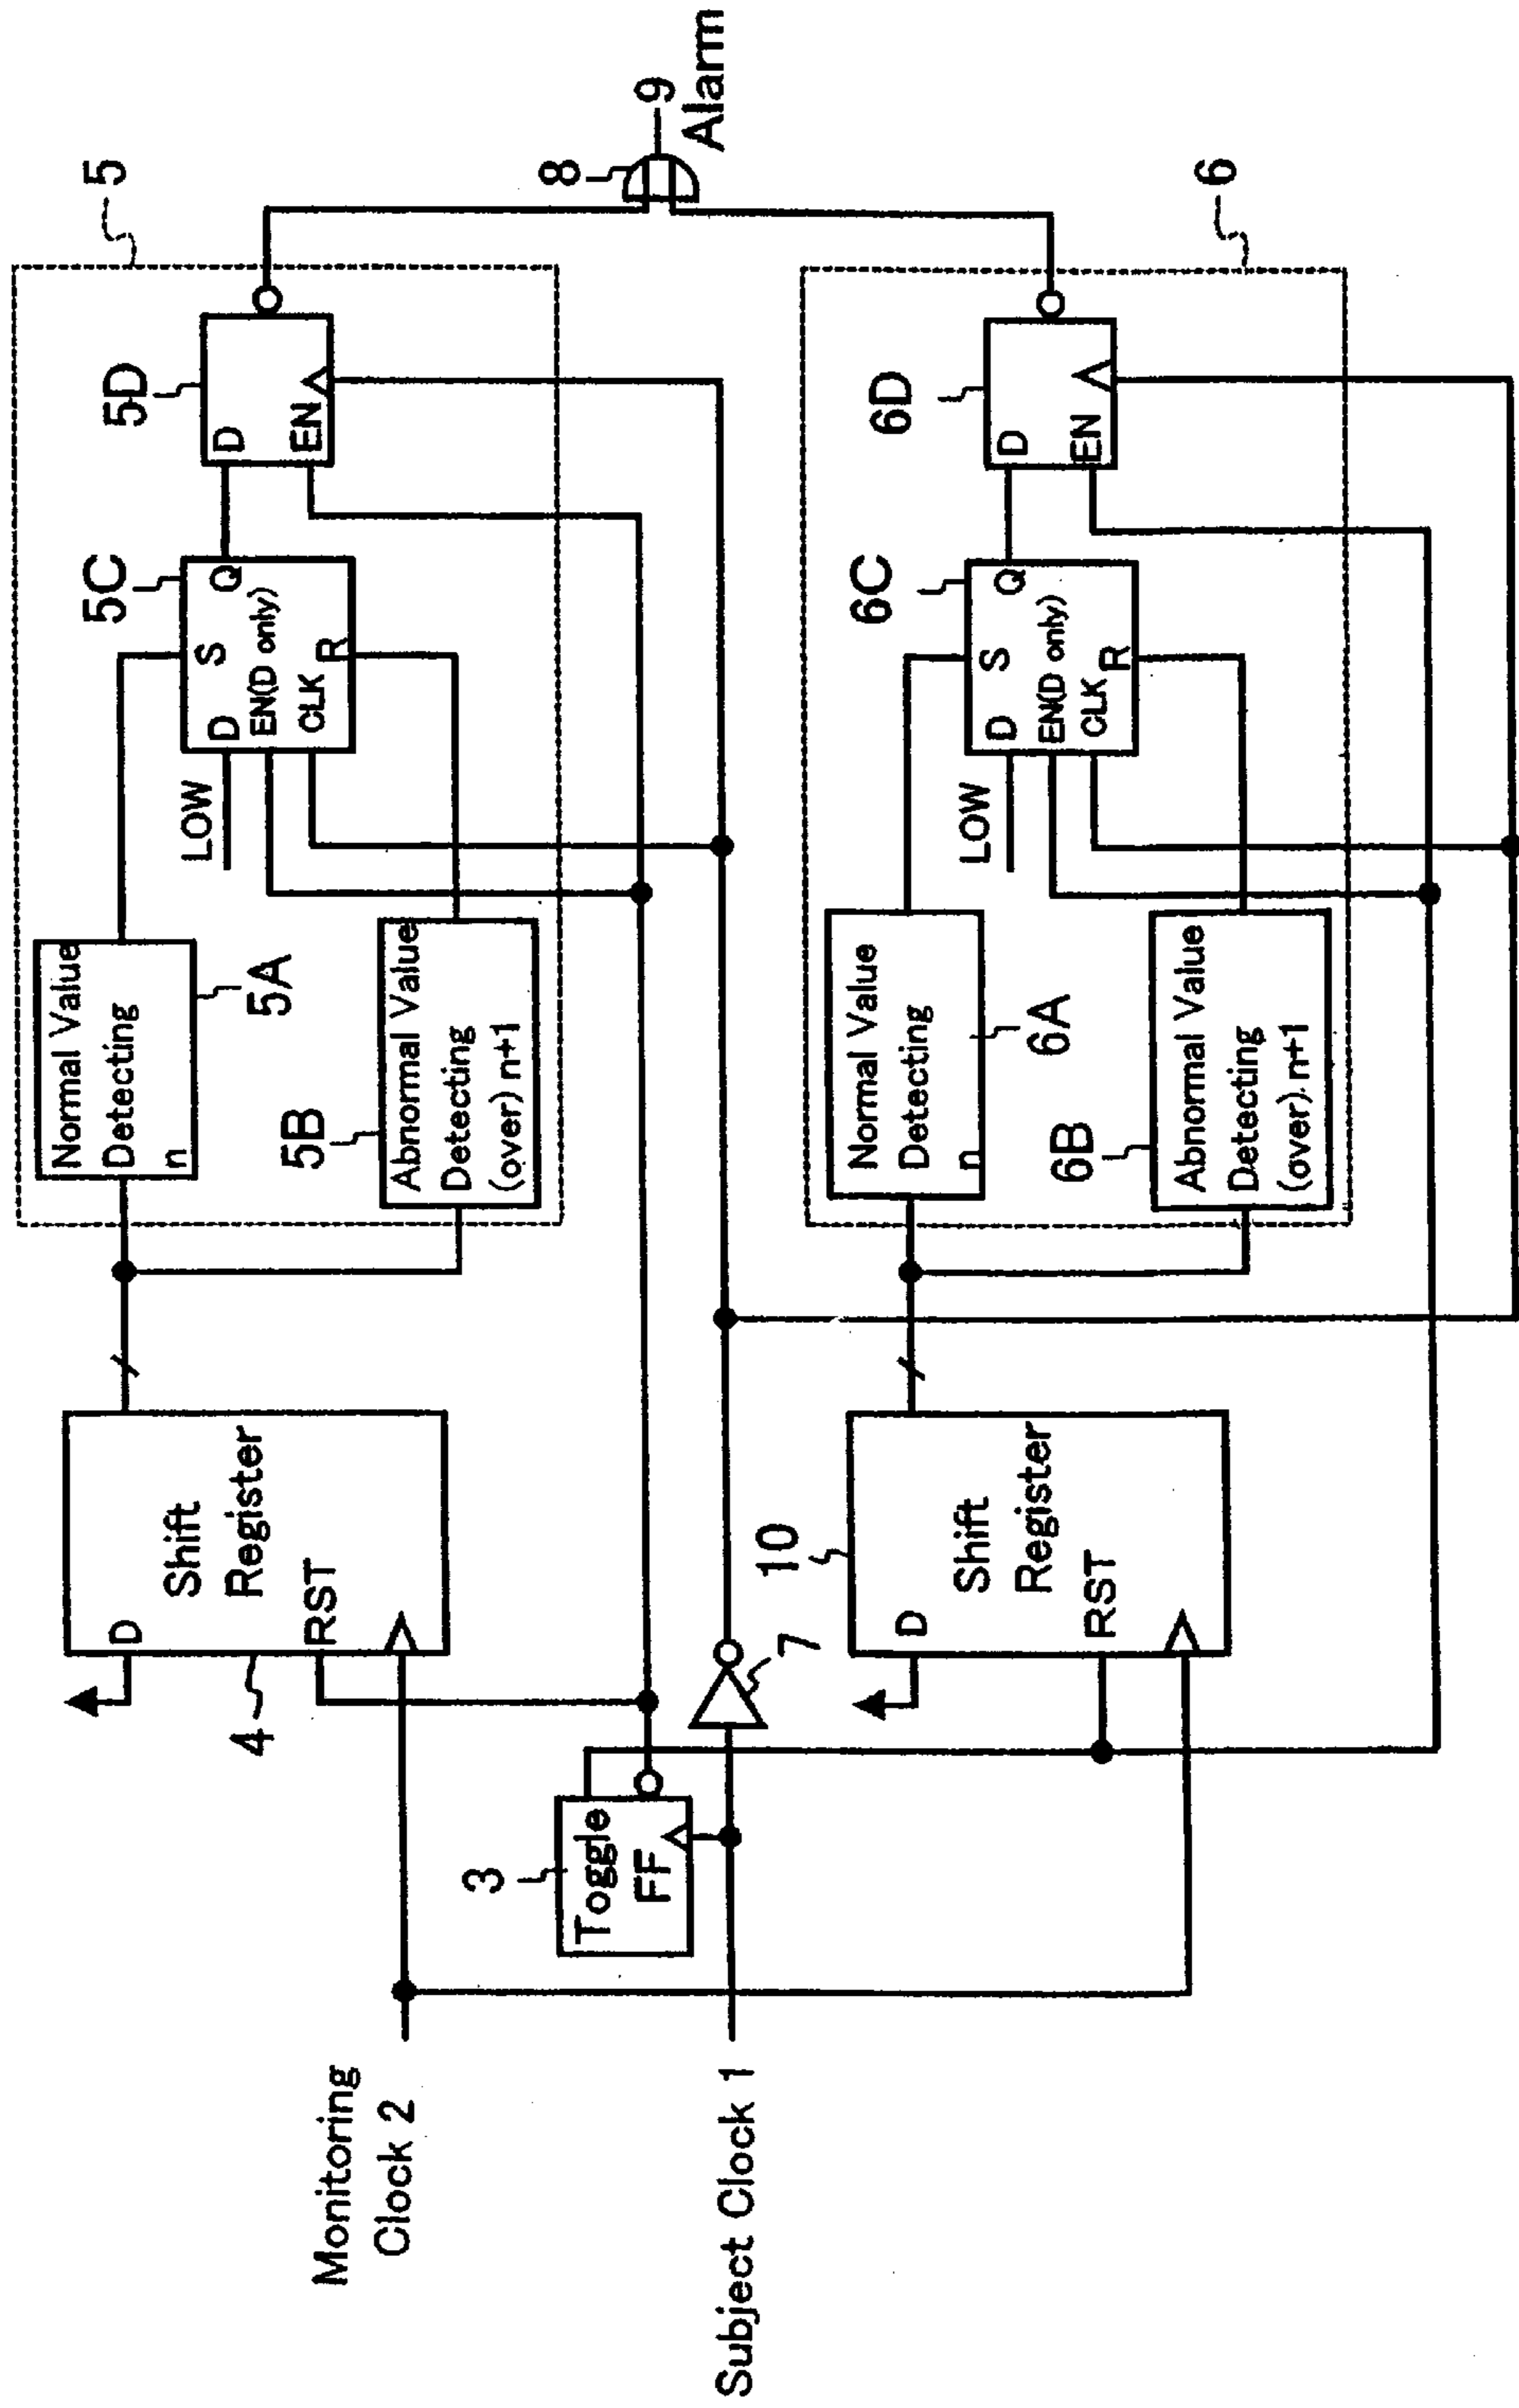 Monitoring
Clock 2
Subject Clock 1
3
Toggle
FF
4
D
Shift
Register
RST
7
10
D
Shift
Register
RST
5
Normal Value
Detecting
n
5A
5B
Abnormal Value
Detecting
(over) n+1
LOW
5C
D
S
Q
EN(D only)
CLK
R
5D
D
EN
6
Normal Value
Detecting
n
6A
6B
Abnormal Value
Detecting
(over). n+1
LOW
6C
D
S
Q
EN(D only)
CLK
R
6D
D
EN
8
9
Alarm